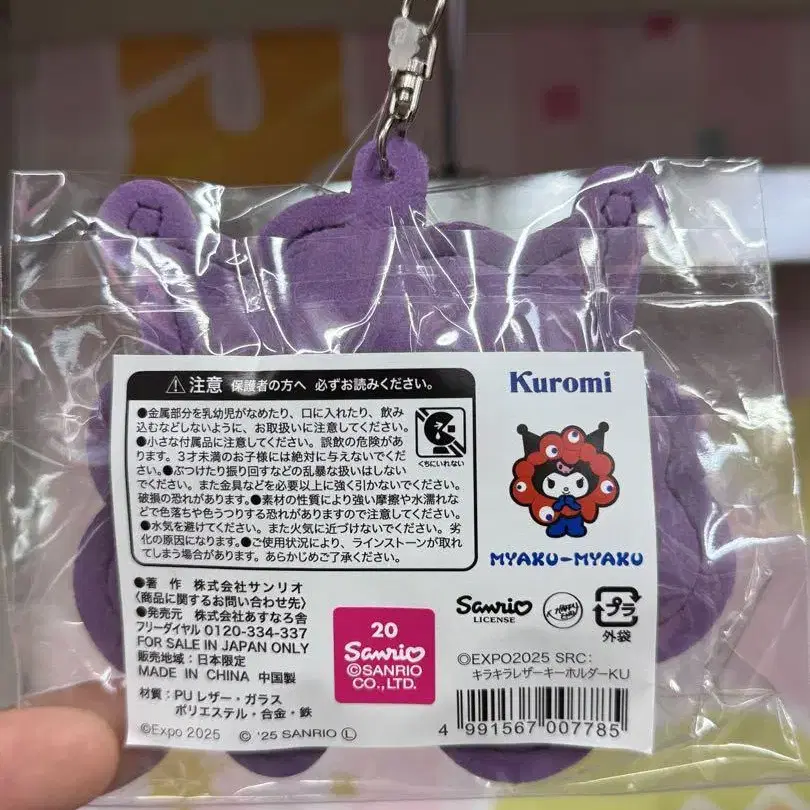 ⚠注意 保護者の方へ 必ずお読みください。
●金属部分を乳幼児がなめたり、口に入れたり、飲み
込むなどしないように、お取扱いに注意してください。
●小さな付属品に注意してください。誤飲の危険があ
ります。3才未満のお子様には絶対に与えないでくだ
さい。●ぶつけたり振り回すなどの乱暴な扱いはしない
でください。また金具などを必要以上に強く引かないでください。
破損の恐れがあります。●素材の性質により強い摩擦や水濡れな
どで色落ちや色うつりする恐れがありますので注意してください。
●水気を避けてください。また火気に近づけないでください。劣
化の原因になります。●ご使用状況により、ラインストーンが取れ
てしまう場合があります。あらかじめご了承ください。
くちにいれない
Kuromi
MYAKU-MYAKU
●著 作 株式会社サンリオ
〈商品に関するお問い合わせ先〉
●発売元 株式会社あすなろ舎
フリーダイヤル 0120-334-337
FOR SALE IN JAPAN ONLY
販売地域:日本限定
MADE IN CHINA 中国製
材質:PU レザー・ガラス
ポリエステル・合金・鉄
©Expo 2025 © '25 SANRIO Ⓛ
20
Sanrio
©SANRIO
CO.,LTD.
Sanrio
LICENSE
プラ
外袋
©EXPO2025 SRC:
キラキラレザーキーホルダーKU
4 991567 007785